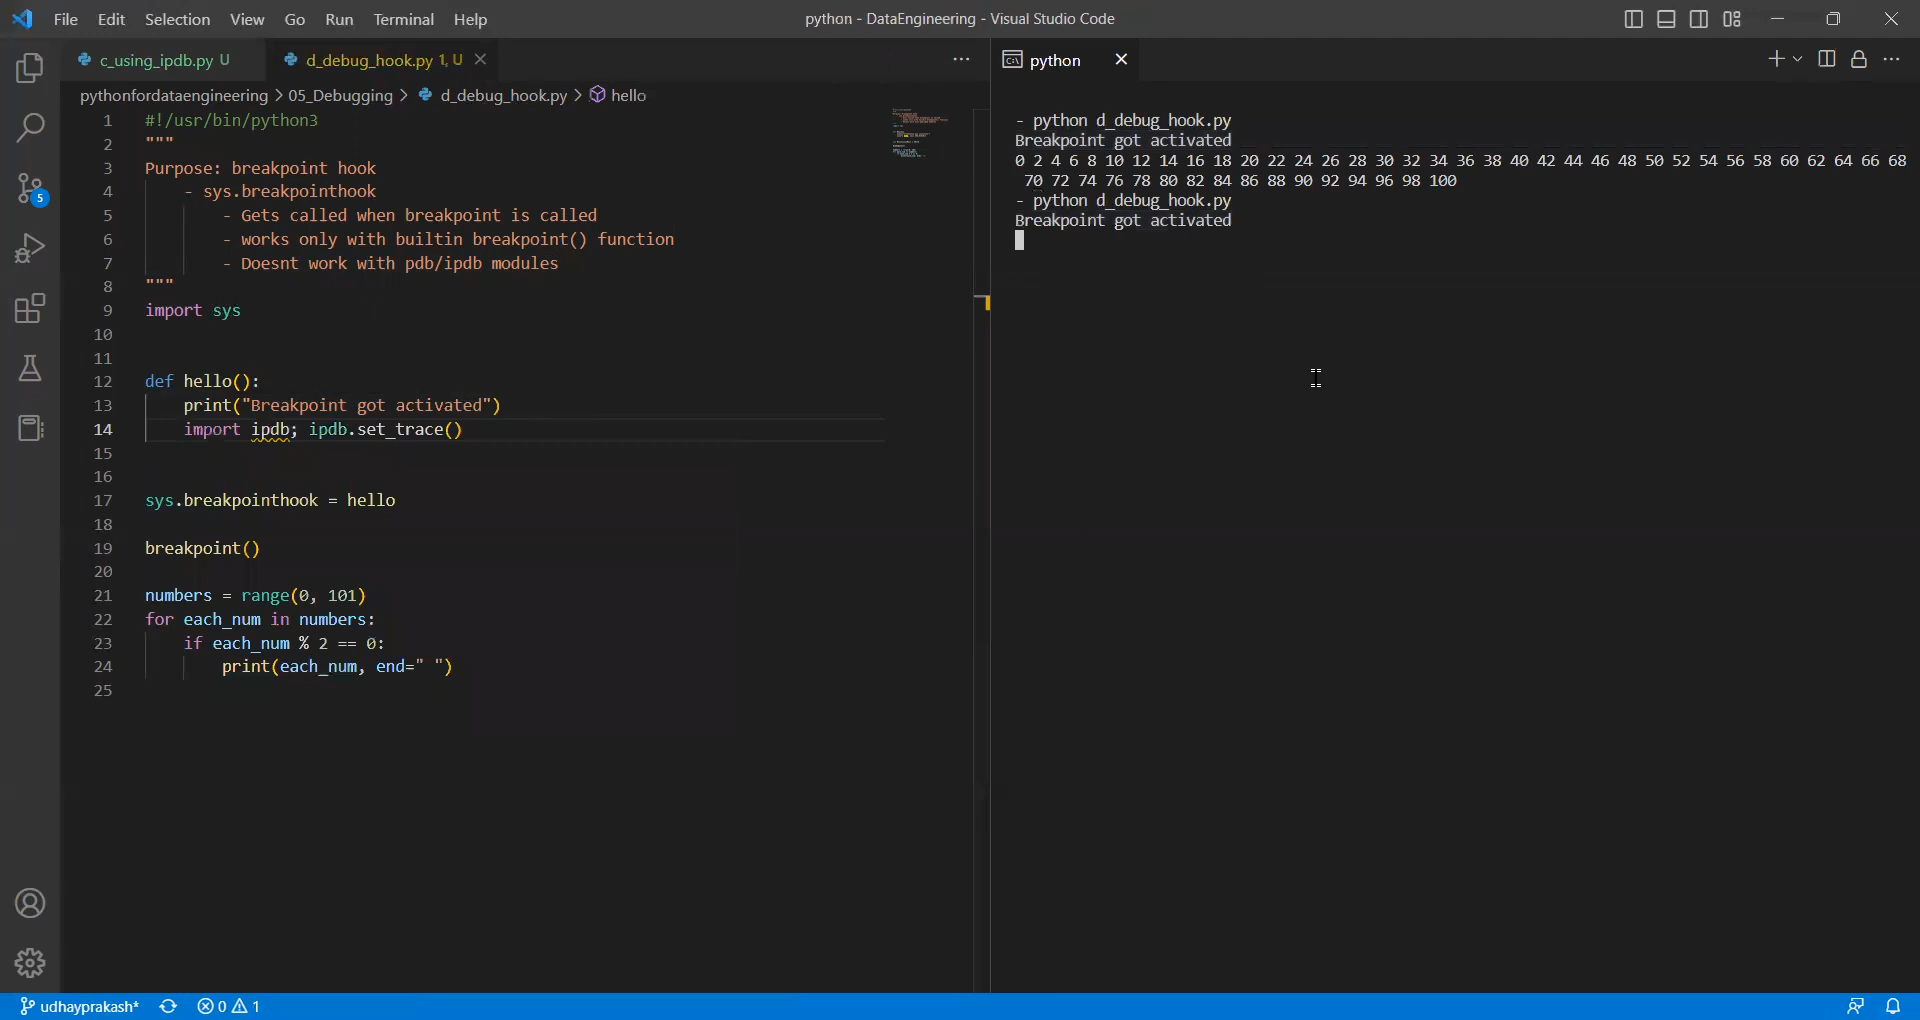 File Edit Selection View Go Run Terminal Help
python - DataEngineering - Visual Studio Code
c_using_ipdb.py U
d_debug_hook.py 1, U
python
pythonfordataengineering > 05_Debugging > d_debug_hook.py > hello
1 #!/usr/bin/python3
2 """
3 Purpose: breakpoint hook
4 - sys.breakpointhook
5 - Gets called when breakpoint is called
6 - works only with builtin breakpoint() function
7 - Doesnt work with pdb/ipdb modules
8 """
9 import sys
10
11
12 def hello():
13 print("Breakpoint got activated")
14 import ipdb; ipdb.set_trace()
15
16
17 sys.breakpointhook = hello
18
19 breakpoint()
20
21 numbers = range(0, 101)
22 for each_num in numbers:
23 if each_num % 2 == 0:
24 print(each_num, end=" ")
25
- python d_debug_hook.py
Breakpoint got activated
0 2 4 6 8 10 12 14 16 18 20 22 24 26 28 30 32 34 36 38 40 42 44 46 48 50 52 54 56 58 60 62 64 66 68
70 72 74 76 78 80 82 84 86 88 90 92 94 96 98 100
- python d_debug_hook.py
Breakpoint got activated
5
udhayprakash* 0 1